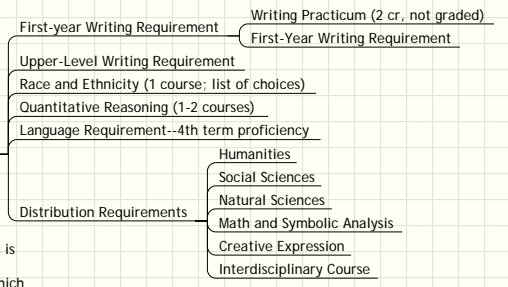 Writing Practicum (2 cr, not graded)
First-year Writing Requirement
First-Year Writing Requirement
Upper-Level Writing Requirement
Race and Ethnicity (1 course; list of choices)
Quantitative Reasoning (1-2 courses)
Language Requirement--4th term proficiency
Humanities
Social Sciences
Natural Sciences
Distribution Requirements
Math and Symbolic Analysis
Creative Expression
is
Interdisciplinary Course